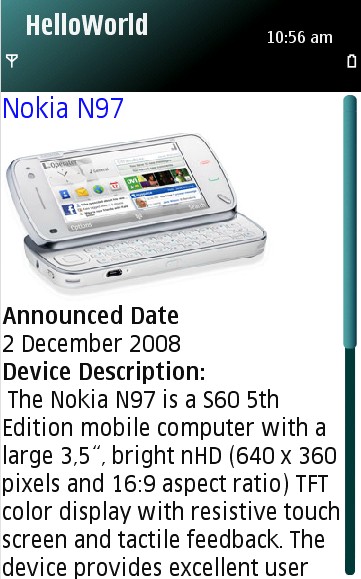 HelloWorld
10:56 am
Nokia N97
Options
Announced Date
2 December 2008
Device Description:
The Nokia N97 is a S60 5th
Edition mobile computer with a
large 3,5˝, bright nHD (640 x 360
pixels and 16:9 aspect ratio) TFT
color display with resistive touch
screen and tactile feedback. The
device provides excellent user